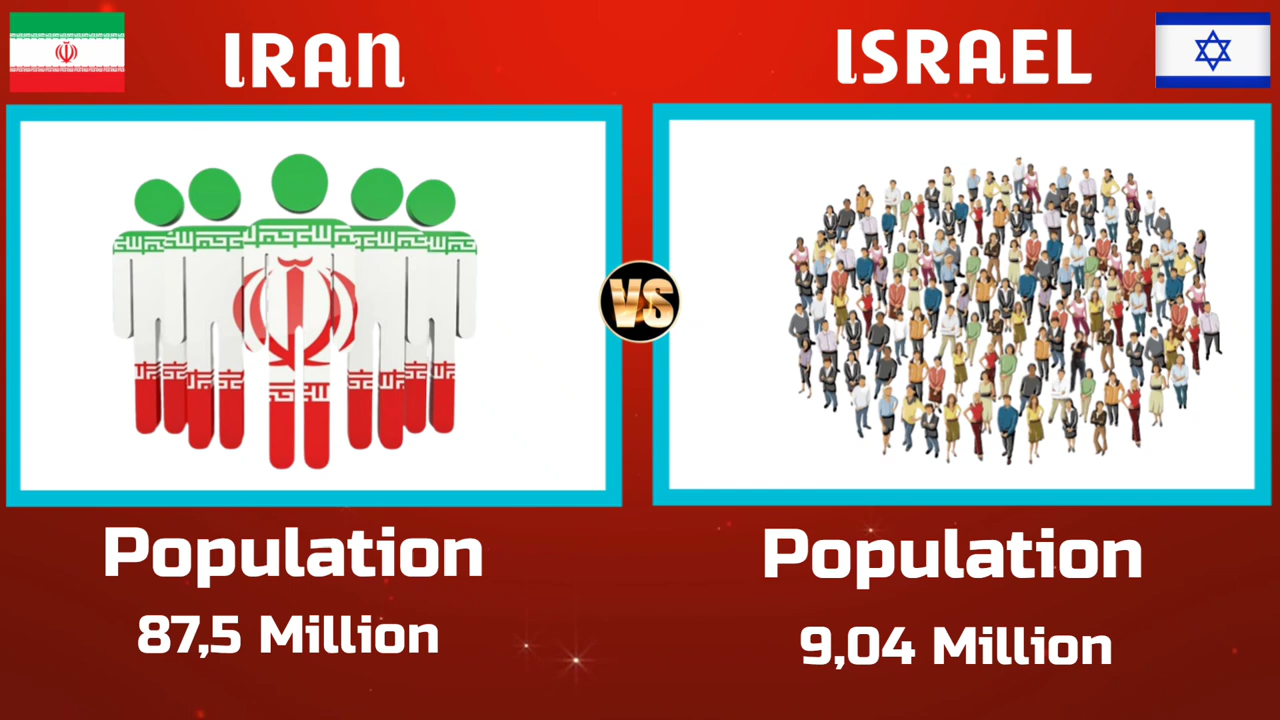 IRAN
ISRAEL
VS
Population
87,5 Million
Population
9,04 Million